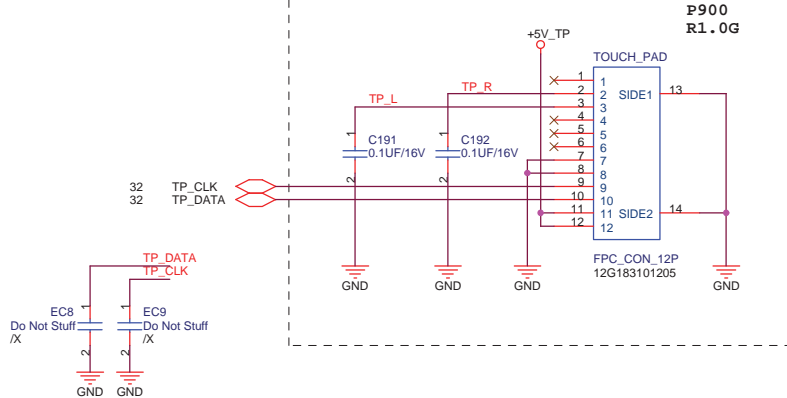 P900
R1.0G
+5V_TP
TOUCH_PAD
1 1
2 2 SIDE1 13
TP_R
TP_L
3 3
4 4
5 5
6 6
7 7
8 8
9 9
10 10
11 11 SIDE2 14
12 12
1 C191
0.1UF/16V
2
1 C192
0.1UF/16V
2
32 TP_CLK
32 TP_DATA
FPC_CON_12P
12G183101205
GND GND GND GND
TP_DATA
TP_CLK
1 EC8
Do Not Stuff
/X
2
1 EC9
Do Not Stuff
/X
2
GND GND